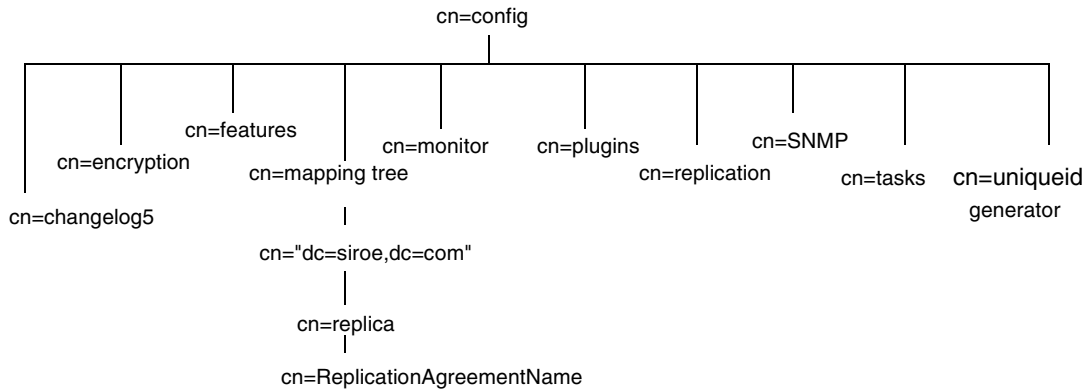 cn=config
cn=features
cn=SNMP
cn=monitor
cn=plugins
cn=encryption
cn=mapping tree
cn=replication
cn=tasks
cn=uniqueid
generator
cn=changelog5
cn="dc=siroe,dc=com"
cn=replica
cn=ReplicationAgreementName